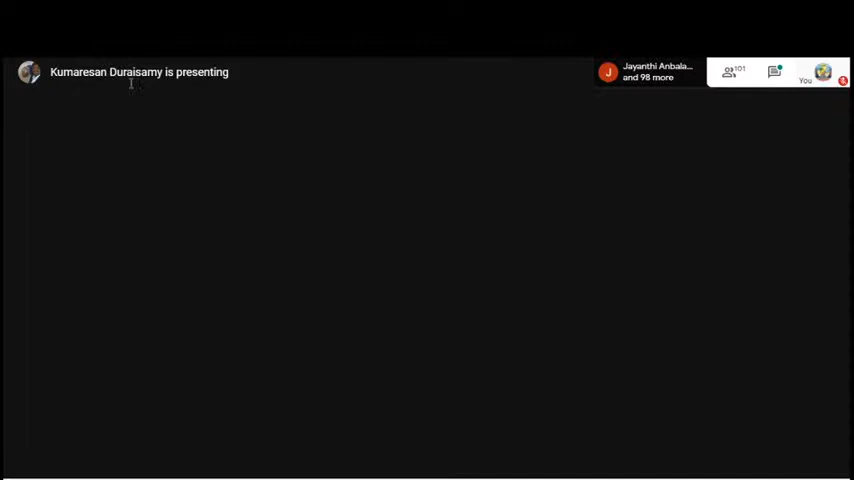 Kumaresan Duraisamy is presenting
J
Jayanthi Anbala...
and 98 more
101
You